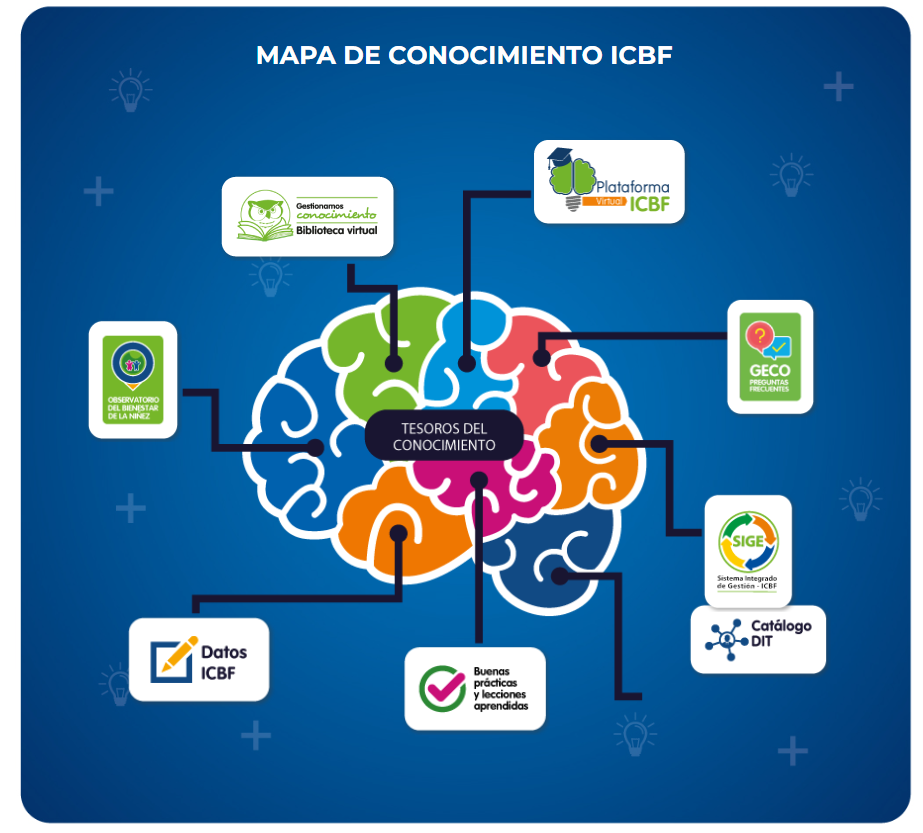 MAPA DE CONOCIMIENTO ICBF
Plataforma
Virtual ICBF
Gestionamos
conocimiento
Biblioteca virtual
OBSERVATORIO
DEL BIENESTAR
DE LA NIÑEZ
?
GECO
PREGUNTAS
FRECUENTES
TESOROS DEL
CONOCIMIENTO
SIGE
Sistema Integrado
de Gestión - ICBF
Catálogo
DIT
Datos
ICBF
Buenas
prácticas
y lecciones
aprendidas